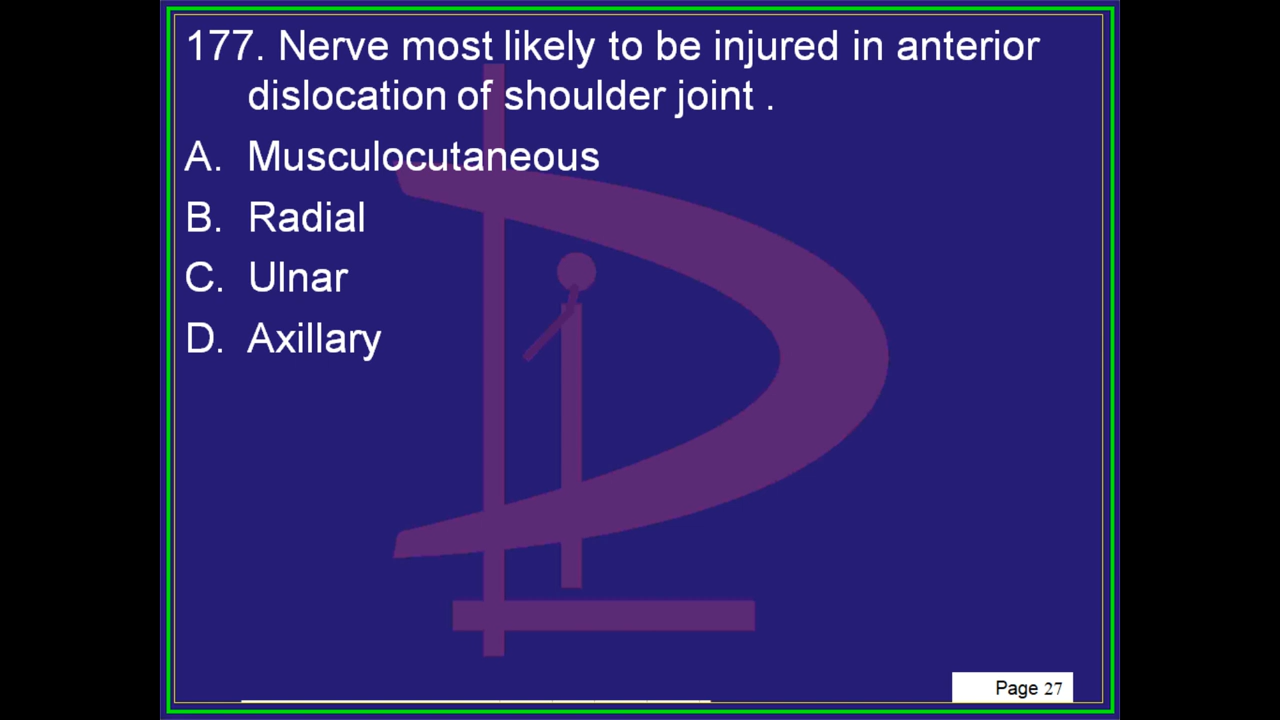 177. Nerve most likely to be injured in anterior
dislocation of shoulder joint .
A. Musculocutaneous
B. Radial
C. Ulnar
D. Axillary
Page 27